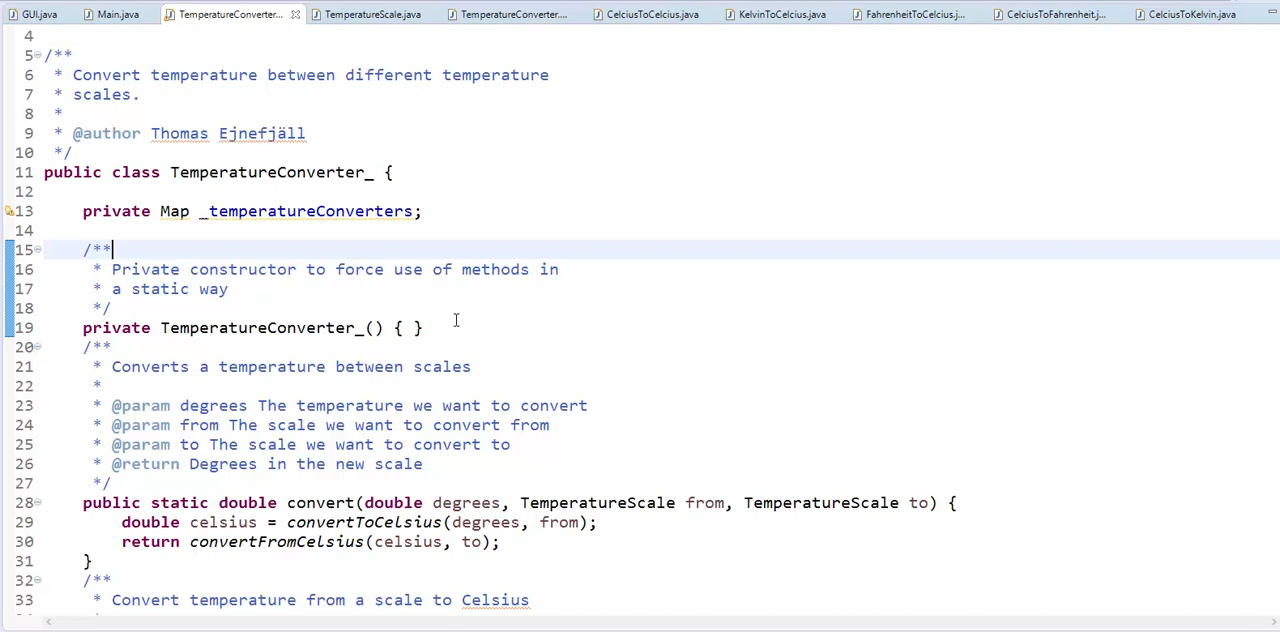 GUI.java Main.java TemperatureConverter... TemperatureScale.java TemperatureConverter.... CelciusToCelcius.java KelvinToCelcius.java FahrenheitToCelcius.j... CelciusToFahrenheit.j... CelciusToKelvin.java
4
5 /**
6 * Convert temperature between different temperature
7 * scales.
8 *
9 * @author Thomas Ejnefjäll
10 */
11 public class TemperatureConverter_ {
12
13 private Map _temperatureConverters;
14
15 /**
16 * Private constructor to force use of methods in
17 * a static way
18 */
19 private TemperatureConverter_() { }
20 /**
21 * Converts a temperature between scales
22 *
23 * @param degrees The temperature we want to convert
24 * @param from The scale we want to convert from
25 * @param to The scale we want to convert to
26 * @return Degrees in the new scale
27 */
28 public static double convert(double degrees, TemperatureScale from, TemperatureScale to) {
29 double celsius = convertToCelsius(degrees, from);
30 return convertFromCelsius(celsius, to);
31 }
32 /**
33 * Convert temperature from a scale to Celsius